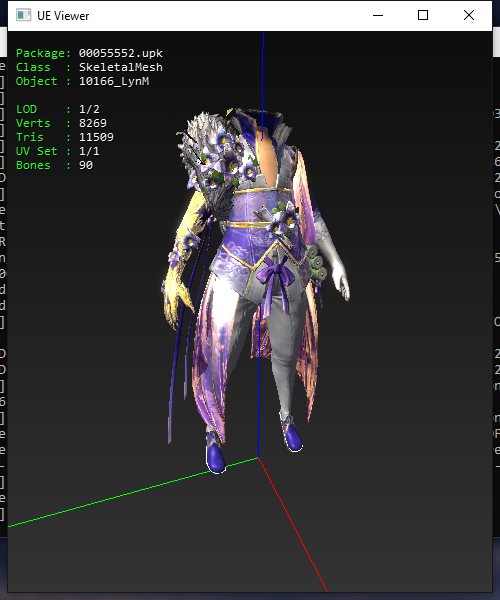 UE Viewer
Package: 00055552.upk
Class : SkeletalMesh
Object : 10166_LynM
LOD : 1/2
Verts : 8269
Tris : 11509
UV Set : 1/1
Bones : 90